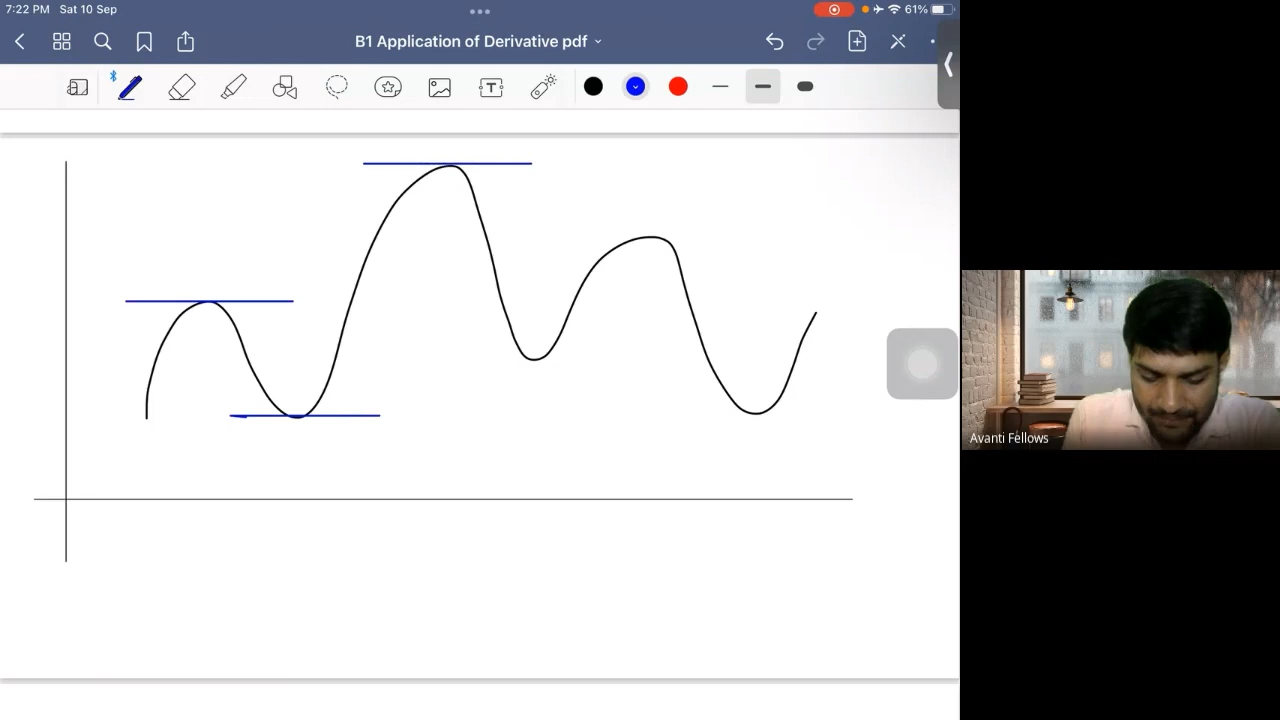 7:22 PM Sat 10 Sep
61%
B1 Application of Derivative pdf
T
Avanti Fellows